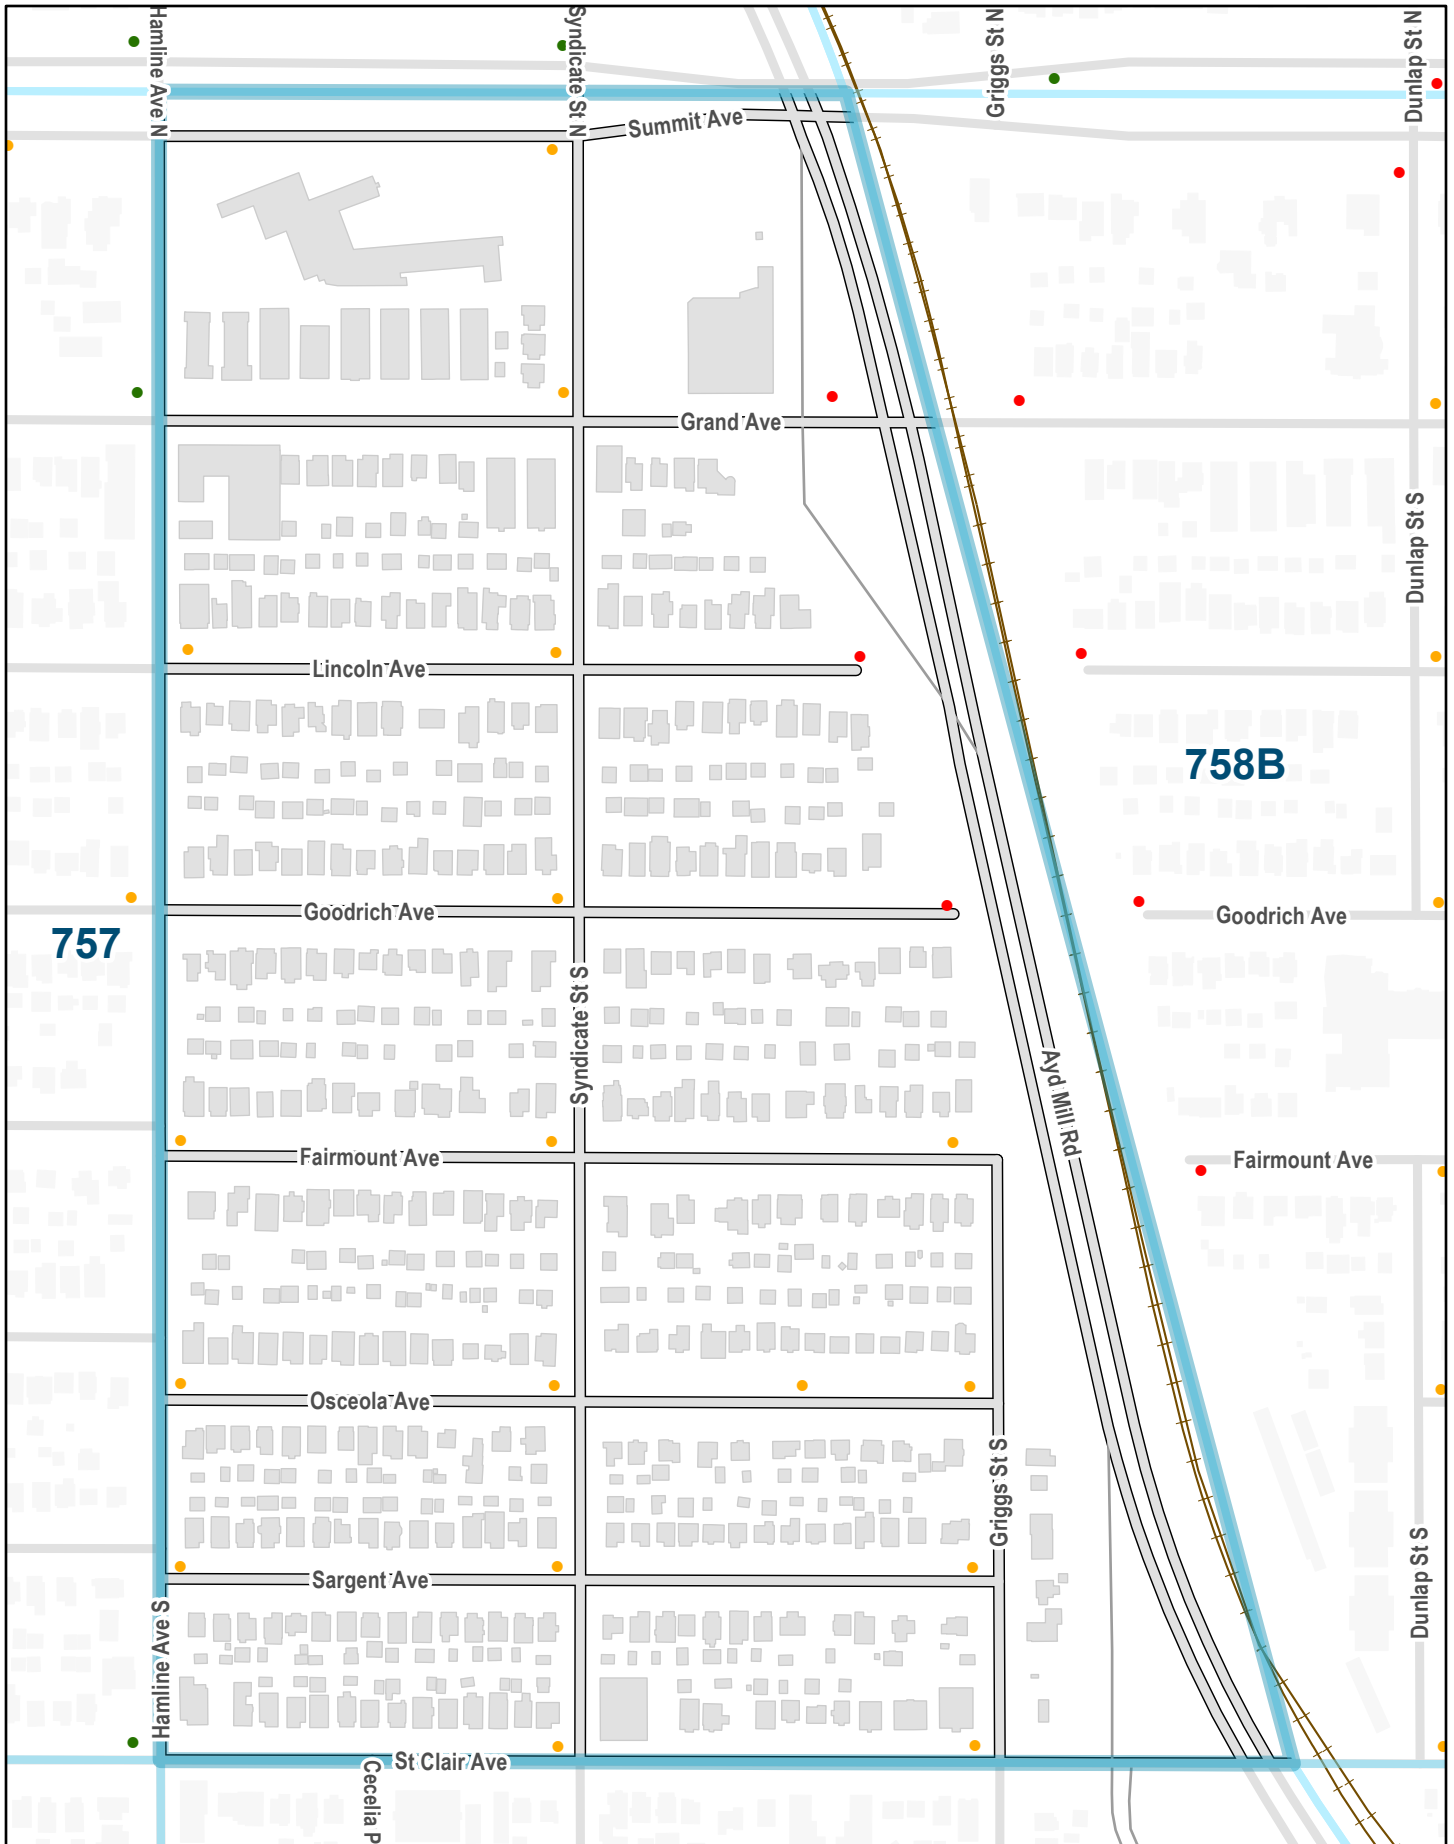 Hamline Ave N
Syndicate St N
Griggs St N
Dunlap St N
Summit Ave
Grand Ave
Dunlap St S
Lincoln Ave
758B
Goodrich Ave
Goodrich Ave
757
Syndicate St S
Ayd Mill Rd
Fairmount Ave
Fairmount Ave
Osceola Ave
Griggs St S
Dunlap St S
Sargent Ave
Hamline Ave S
St Clair Ave
Cecelia P